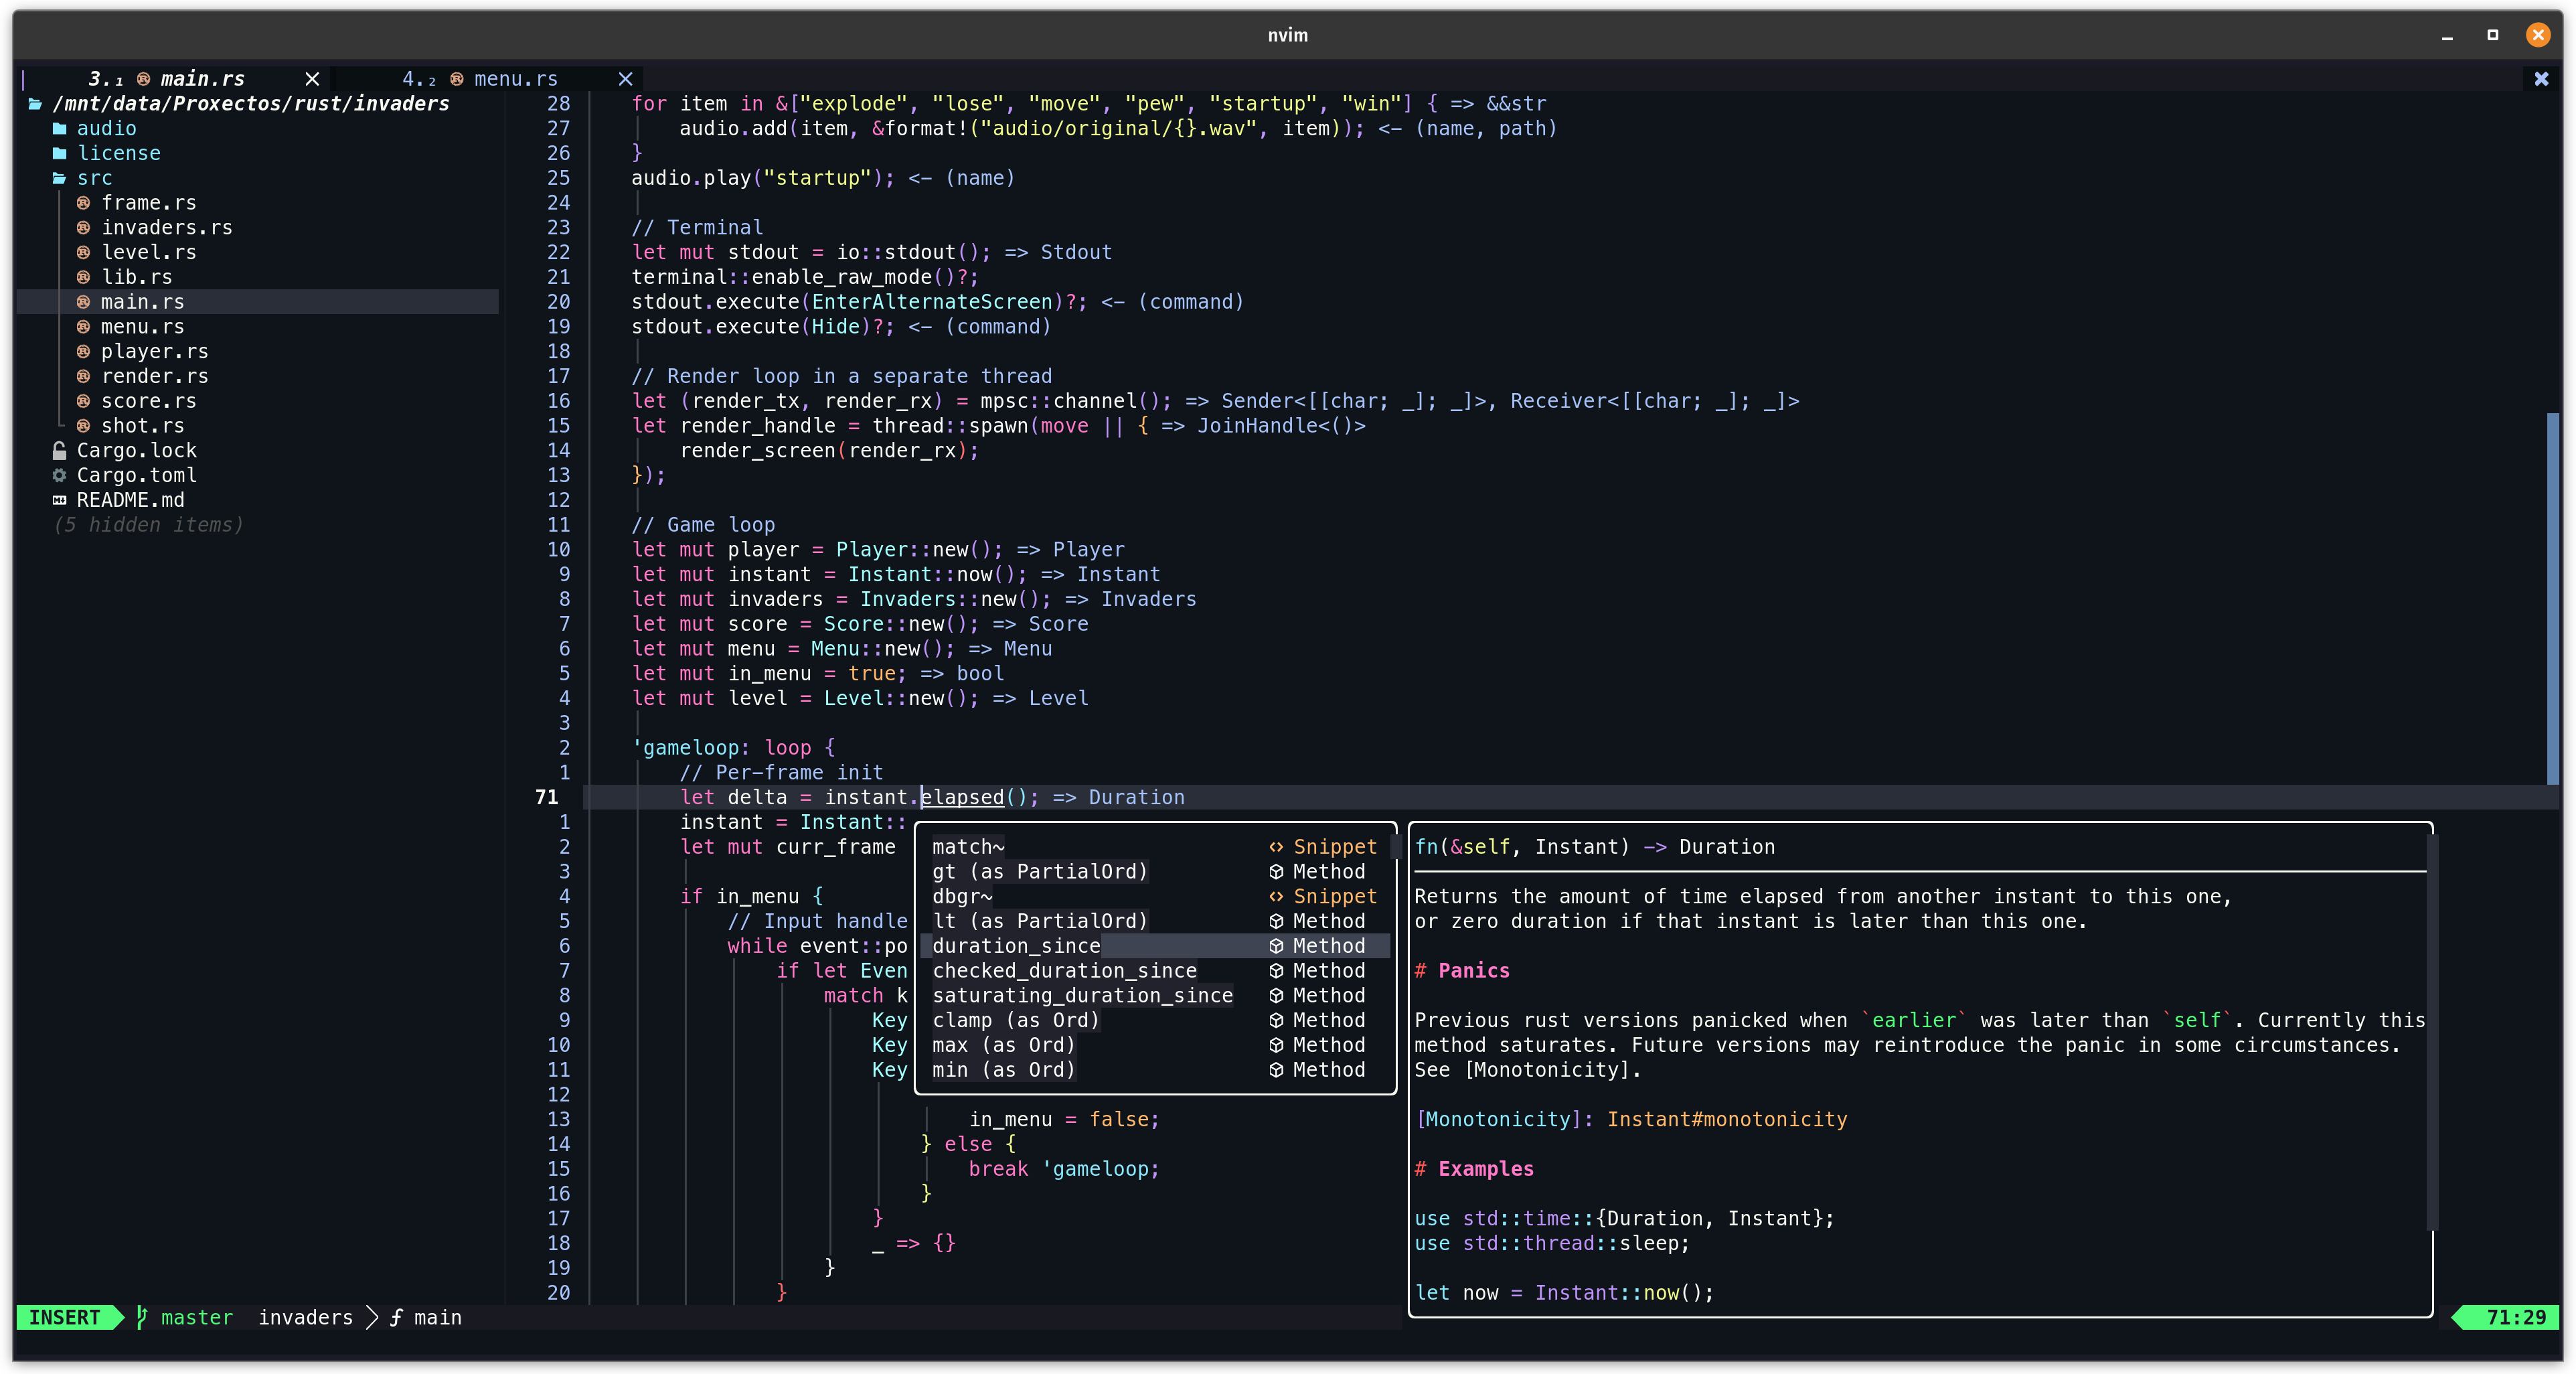 nvim
3.₁ main.rs
4.₂ menu.rs
/mnt/data/Proxectos/rust/invaders
audio
license
src
frame.rs
invaders.rs
level.rs
lib.rs
main.rs
menu.rs
player.rs
render.rs
score.rs
shot.rs
Cargo.lock
Cargo.toml
README.md
(5 hidden items)
28 for item in &["explode", "lose", "move", "pew", "startup", "win"] { => &&str
27 audio.add(item, &format!("audio/original/{}.wav", item)); <- (name, path)
26 }
25 audio.play("startup"); <- (name)
24
23 // Terminal
22 let mut stdout = io::stdout(); => Stdout
21 terminal::enable_raw_mode()?;
20 stdout.execute(EnterAlternateScreen)?; <- (command)
19 stdout.execute(Hide)?; <- (command)
18
17 // Render loop in a separate thread
16 let (render_tx, render_rx) = mpsc::channel(); => Sender<[[char; _]; _]>, Receiver<[[char; _]; _]>
15 let render_handle = thread::spawn(move || { => JoinHandle<()>
14 render_screen(render_rx);
13 });
12
11 // Game loop
10 let mut player = Player::new(); => Player
9 let mut instant = Instant::now(); => Instant
8 let mut invaders = Invaders::new(); => Invaders
7 let mut score = Score::new(); => Score
6 let mut menu = Menu::new(); => Menu
5 let mut in_menu = true; => bool
4 let mut level = Level::new(); => Level
3
2 'gameloop: loop {
1 // Per-frame init
71 let delta = instant.elapsed(); => Duration
1 instant = Instant::
2 let mut curr_frame
3
4 if in_menu {
5 // Input handle
6 while event::po
7 if let Even
8 match k
9 Key
10 Key
11 Key
12
13 in_menu = false;
14 } else {
15 break 'gameloop;
16 }
17 }
18 _ => {}
19 }
20 }
match~ Snippet
gt (as PartialOrd) Method
dbgr~ Snippet
lt (as PartialOrd) Method
duration_since Method
checked_duration_since Method
saturating_duration_since Method
clamp (as Ord) Method
max (as Ord) Method
min (as Ord) Method
fn(&self, Instant) -> Duration
Returns the amount of time elapsed from another instant to this one,
or zero duration if that instant is later than this one.
# Panics
Previous rust versions panicked when `earlier` was later than `self`. Currently this
method saturates. Future versions may reintroduce the panic in some circumstances.
See [Monotonicity].
[Monotonicity]: Instant#monotonicity
# Examples
use std::time::{Duration, Instant};
use std::thread::sleep;
let now = Instant::now();
INSERT master invaders main 71:29